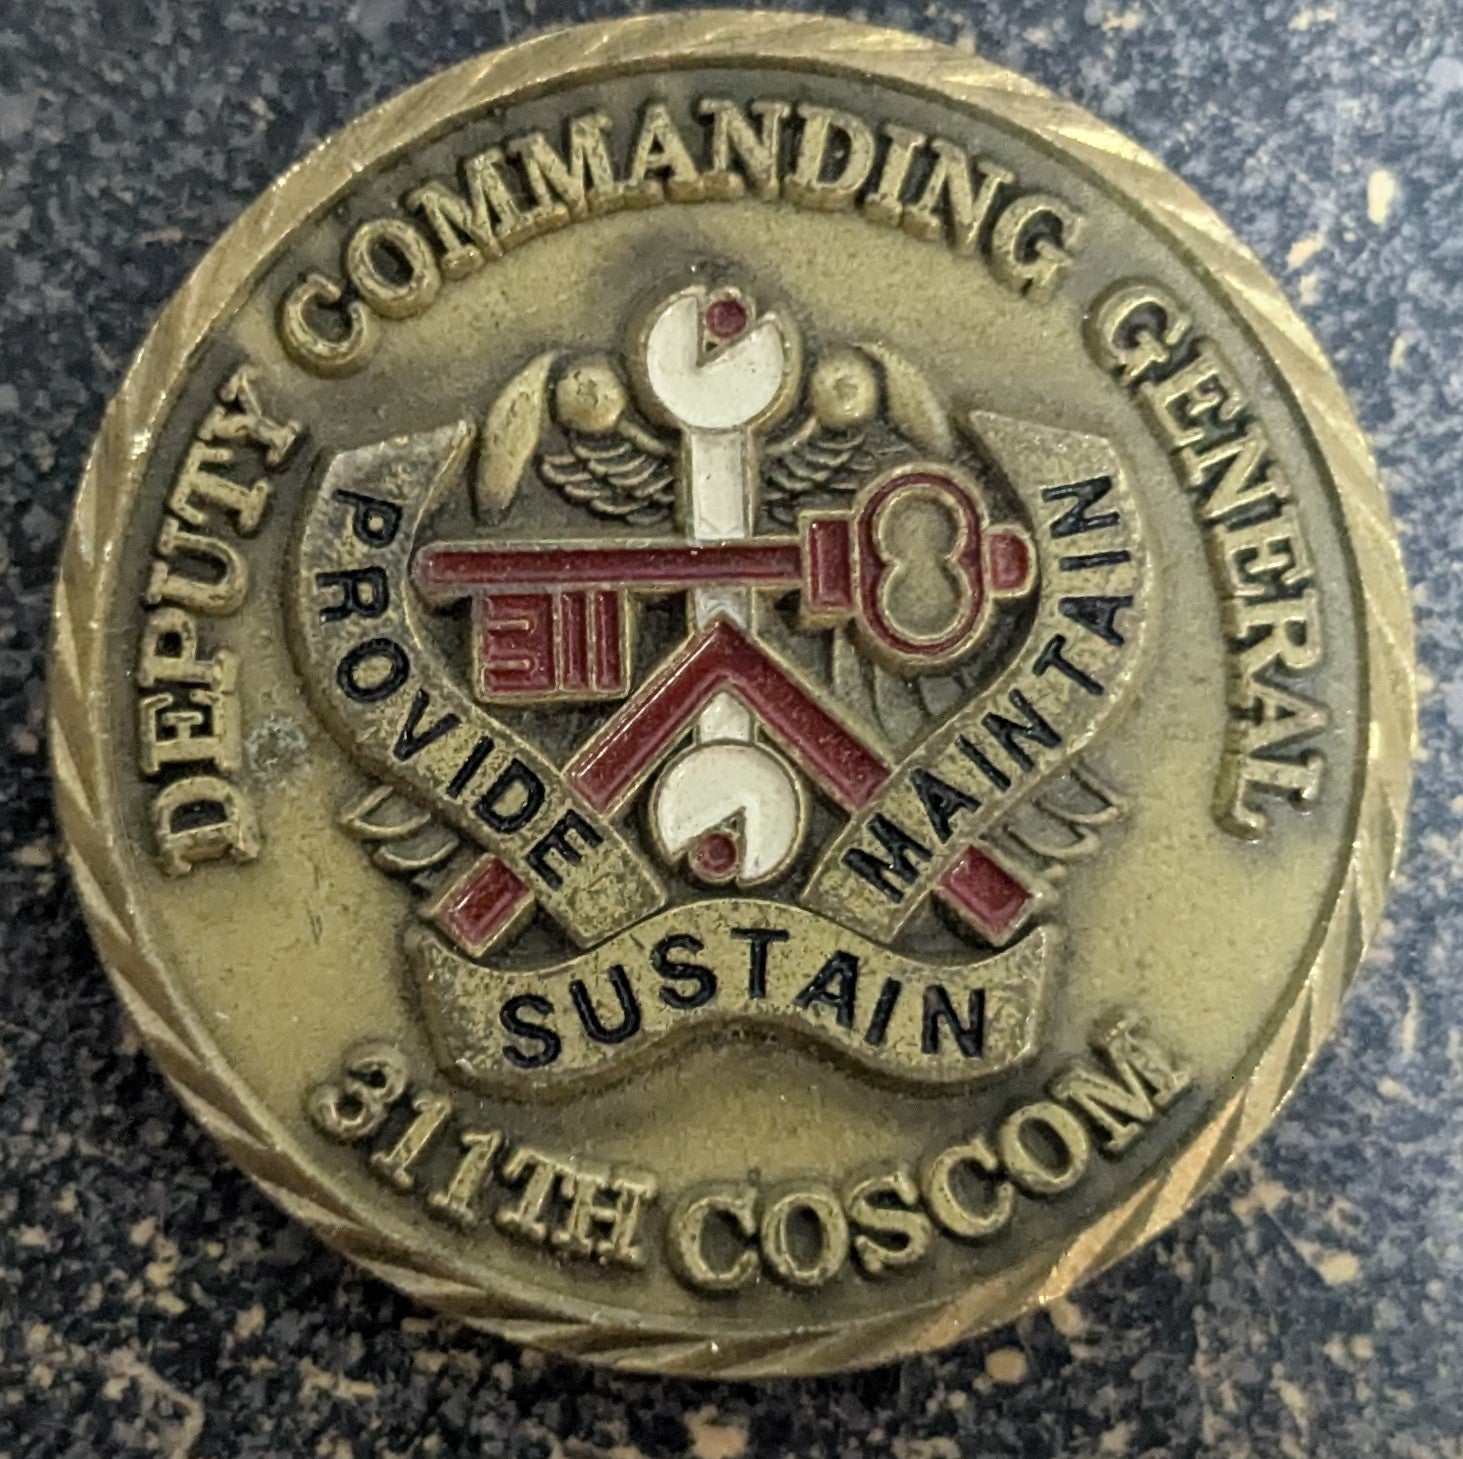 DEPUTY COMMANDING GENERAL
PROVIDE
MAINTAIN
SUSTAIN
311TH COSCOM